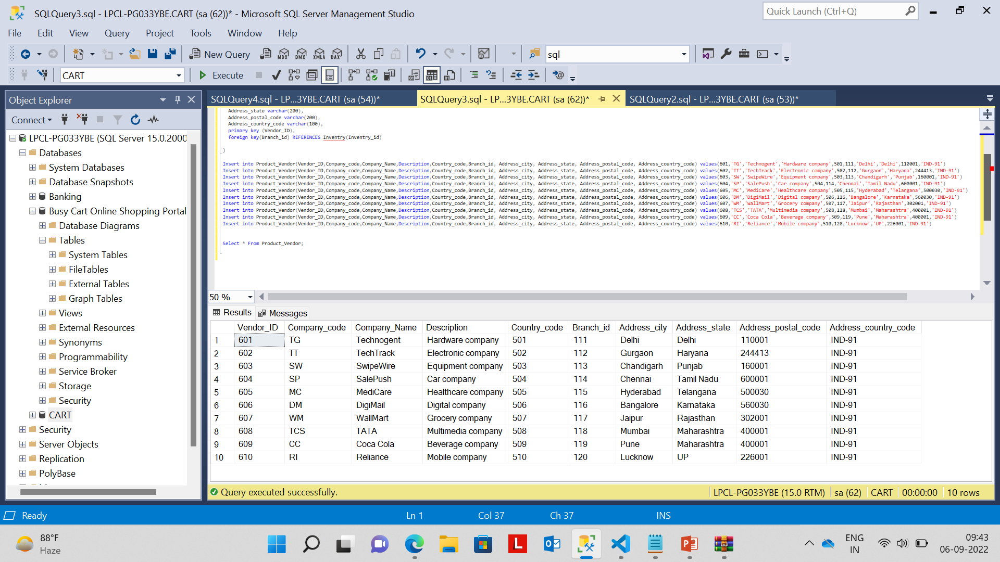 SQLQuery3.sql - LPCL-PG033YBE.CART (sa (62))* - Microsoft SQL Server Management Studio
Quick Launch (Ctrl+Q)
File Edit View Query Project Tools Window Help
New Query MDX DMX XMLA DAX sql
CART Execute
Object Explorer
Connect
LPCL-PG033YBE (SQL Server 15.0.2000
Databases
System Databases
Database Snapshots
Banking
Busy Cart Online Shopping Portal
Database Diagrams
Tables
System Tables
FileTables
External Tables
Graph Tables
Views
External Resources
Synonyms
Programmability
Service Broker
Storage
Security
CART
Security
Server Objects
Replication
PolyBase
SQLQuery4.sql - LP...3YBE.CART (sa (54))* SQLQuery3.sql - LP...3YBE.CART (sa (62))* SQLQuery2.sql - LP...3YBE.CART (sa (53))*
Address_state varchar(200),
Address_postal_code varchar(200),
Address_country_code varchar(100),
primary key (Vendor_ID),
foreign key(Branch_id) REFERENCES Inventry(Inventry_id)
)
Insert into Product_Vendor(Vendor_ID,Company_code,Company_Name,Description,Country_code,Branch_id, Address_city, Address_state, Address_postal_code, Address_country_code) values(601,'TG','Technogent','Hardware company',501,111,'Delhi','Delhi',110001,'IND-91')
Insert into Product_Vendor(Vendor_ID,Company_code,Company_Name,Description,Country_code,Branch_id, Address_city, Address_state, Address_postal_code, Address_country_code) values(602,'TT','TechTrack','Electronic company',502,112,'Gurgaon','Haryana',244413,'IND-91')
Insert into Product_Vendor(Vendor_ID,Company_code,Company_Name,Description,Country_code,Branch_id, Address_city, Address_state, Address_postal_code, Address_country_code) values(603,'SW','SwipeWire','Equipment company',503,113,'Chandigarh','Punjab',160001,'IND-91')
Insert into Product_Vendor(Vendor_ID,Company_code,Company_Name,Description,Country_code,Branch_id, Address_city, Address_state, Address_postal_code, Address_country_code) values(604,'SP','SalePush','Car company',504,114,'Chennai','Tamil Nadu',600001,'IND-91')
Insert into Product_Vendor(Vendor_ID,Company_code,Company_Name,Description,Country_code,Branch_id, Address_city, Address_state, Address_postal_code, Address_country_code) values(605,'MC','MediCare','Healthcare company',505,115,'Hyderabad','Telangana',500030,'IND-91')
Insert into Product_Vendor(Vendor_ID,Company_code,Company_Name,Description,Country_code,Branch_id, Address_city, Address_state, Address_postal_code, Address_country_code) values(606,'DM','DigiMail','Digital company',506,116,'Bangalore','Karnataka',560030,'IND-91')
Insert into Product_Vendor(Vendor_ID,Company_code,Company_Name,Description,Country_code,Branch_id, Address_city, Address_state, Address_postal_code, Address_country_code) values(607,'WM','WallMart','Grocery company',507,117,'Jaipur','Rajasthan',302001,'IND-91')
Insert into Product_Vendor(Vendor_ID,Company_code,Company_Name,Description,Country_code,Branch_id, Address_city, Address_state, Address_postal_code, Address_country_code) values(608,'TCS','TATA','Multimedia company',508,118,'Mumbai','Maharashtra',400001,'IND-91')
Insert into Product_Vendor(Vendor_ID,Company_code,Company_Name,Description,Country_code,Branch_id, Address_city, Address_state, Address_postal_code, Address_country_code) values(609,'CC','Coca Cola','Beverage company',509,119,'Pune','Maharashtra',400001,'IND-91')
Insert into Product_Vendor(Vendor_ID,Company_code,Company_Name,Description,Country_code,Branch_id, Address_city, Address_state, Address_postal_code, Address_country_code) values(610,'RI','Reliance','Mobile company',510,120,'Lucknow','UP',226001,'IND-91')
Select * From Product_Vendor;
50 %
Results Messages
Vendor_ID Company_code Company_Name Description Country_code Branch_id Address_city Address_state Address_postal_code Address_country_code
1 601 TG Technogent Hardware company 501 111 Delhi Delhi 110001 IND-91
2 602 TT TechTrack Electronic company 502 112 Gurgaon Haryana 244413 IND-91
3 603 SW SwipeWire Equipment company 503 113 Chandigarh Punjab 160001 IND-91
4 604 SP SalePush Car company 504 114 Chennai Tamil Nadu 600001 IND-91
5 605 MC MediCare Healthcare company 505 115 Hyderabad Telangana 500030 IND-91
6 606 DM DigiMail Digital company 506 116 Bangalore Karnataka 560030 IND-91
7 607 WM WallMart Grocery company 507 117 Jaipur Rajasthan 302001 IND-91
8 608 TCS TATA Multimedia company 508 118 Mumbai Maharashtra 400001 IND-91
9 609 CC Coca Cola Beverage company 509 119 Pune Maharashtra 400001 IND-91
10 610 RI Reliance Mobile company 510 120 Lucknow UP 226001 IND-91
Query executed successfully. LPCL-PG033YBE (15.0 RTM) sa (62) CART 00:00:00 10 rows
Ready Ln 1 Col 37 Ch 37 INS
88°F
Haze
ENG
IN
09:43
06-09-2022